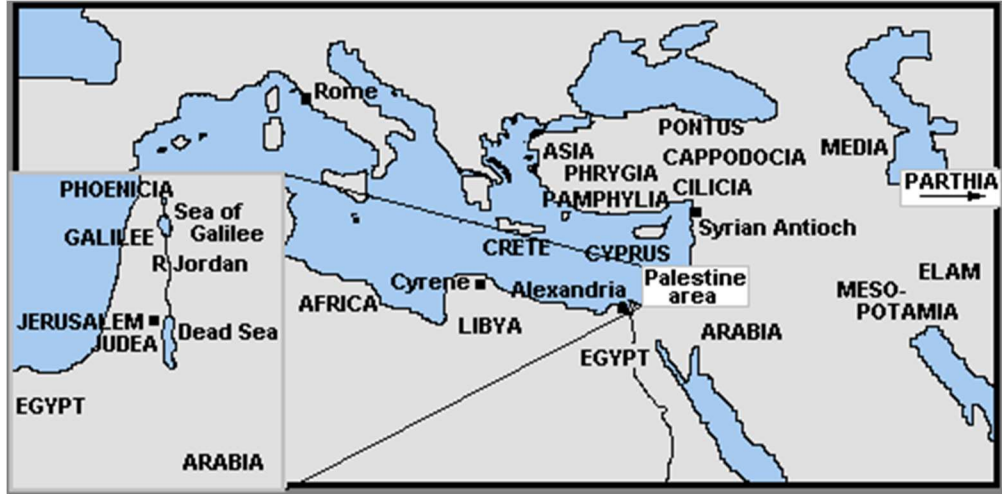 Rome
PONTUS
ASIA
CAPPODOCIA
MEDIA
PHRYGIA
PARTHIA
CILICIA
PAMPHYLIA
Syrian Antioch
CRETE
CYPRUS
Palestine
area
Cyrene
Alexandria
ELAM
MESO-
POTAMIA
AFRICA
LIBYA
ARABIA
EGYPT
PHOENICIA
Sea of
Galilee
GALILEE
R Jordan
JERUSALEM
Dead Sea
JUDEA
EGYPT
ARABIA